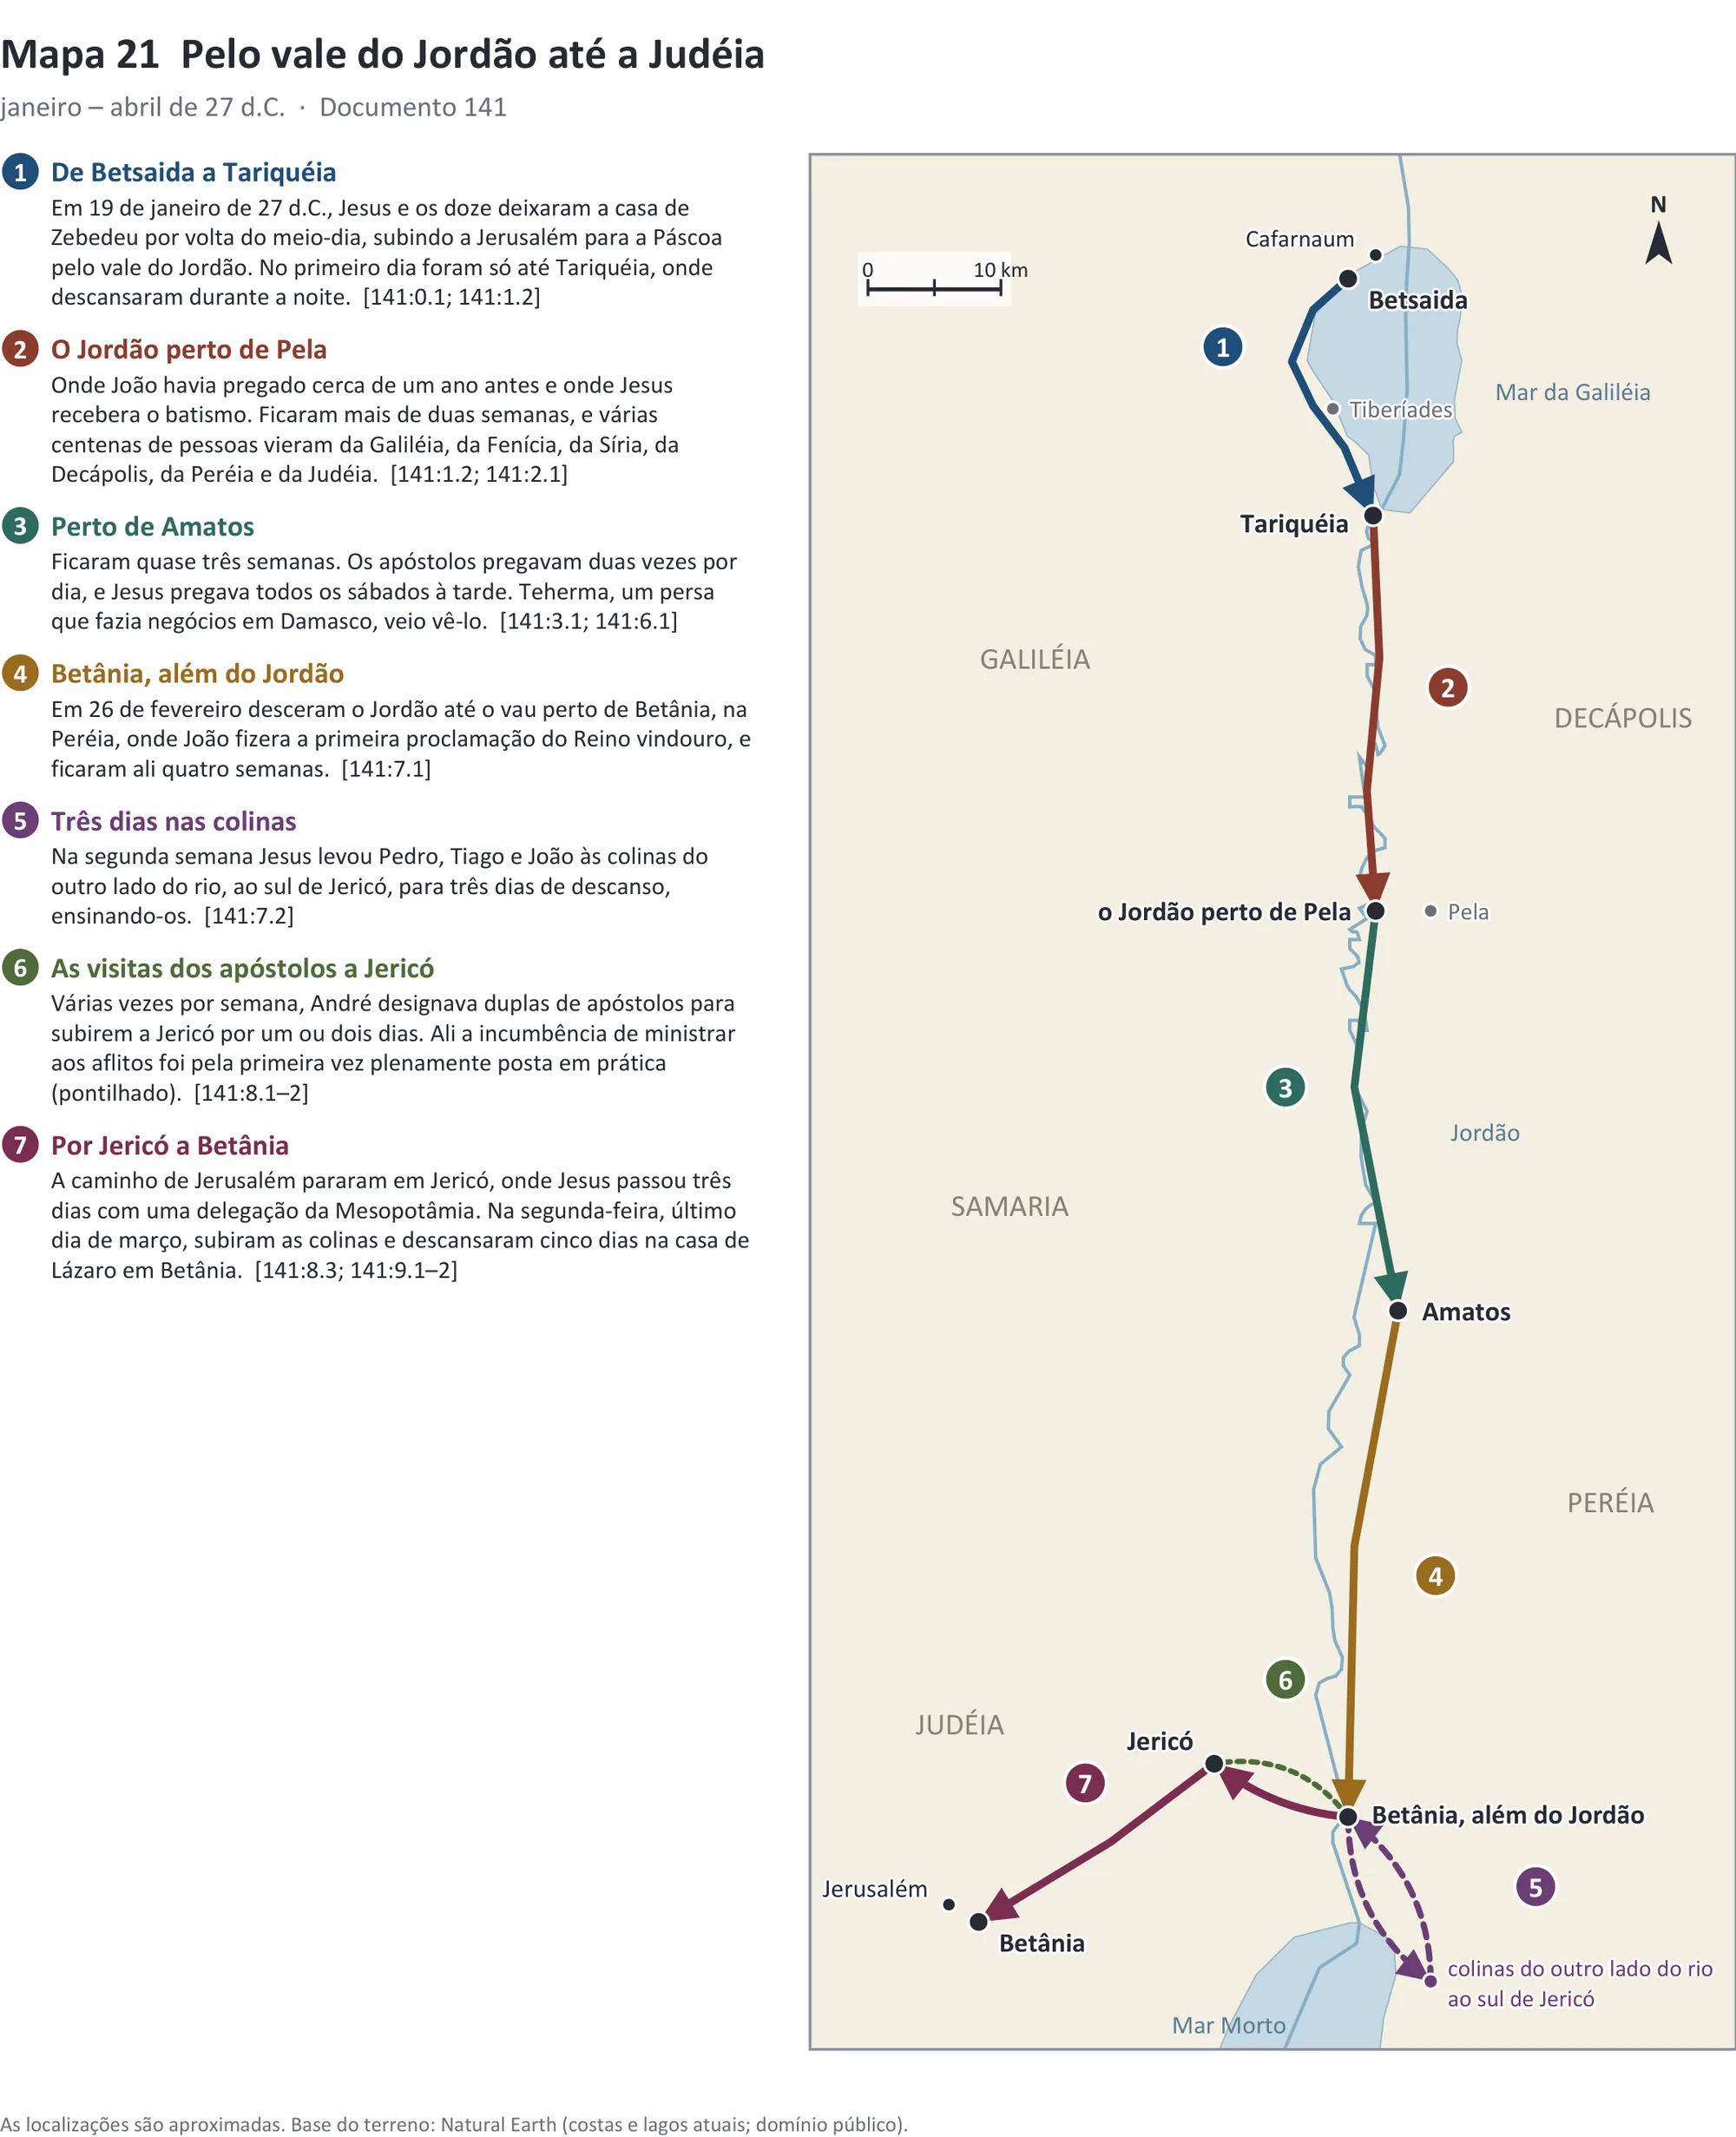 Mapa 21 Pelo vale do Jordão até a Judéia
janeiro – abril de 27 d.C. · Documento 141
1 De Betsaida a Tariquéia
Em 19 de janeiro de 27 d.C., Jesus e os doze deixaram a casa de
Zebedeu por volta do meio-dia, subindo a Jerusalém para a Páscoa
pelo vale do Jordão. No primeiro dia foram só até Tariquéia, onde
descansaram durante a noite. [141:0.1; 141:1.2]
2 O Jordão perto de Pela
Onde João havia pregado cerca de um ano antes e onde Jesus
recebera o batismo. Ficaram mais de duas semanas, e várias
centenas de pessoas vieram da Galiléia, da Fenícia, da Síria, da
Decápolis, da Peréia e da Judéia. [141:1.2; 141:2.1]
3 Perto de Amatos
Ficaram quase três semanas. Os apóstolos pregavam duas vezes por
dia, e Jesus pregava todos os sábados à tarde. Teherma, um persa
que fazia negócios em Damasco, veio vê-lo. [141:3.1; 141:6.1]
4 Betânia, além do Jordão
Em 26 de fevereiro desceram o Jordão até o vau perto de Betânia, na
Peréia, onde João fizera a primeira proclamação do Reino vindouro, e
ficaram ali quatro semanas. [141:7.1]
5 Três dias nas colinas
Na segunda semana Jesus levou Pedro, Tiago e João às colinas do
outro lado do rio, ao sul de Jericó, para três dias de descanso,
ensinando-os. [141:7.2]
6 As visitas dos apóstolos a Jericó
Várias vezes por semana, André designava duplas de apóstolos para
subirem a Jericó por um ou dois dias. Ali a incumbência de ministrar
aos aflitos foi pela primeira vez plenamente posta em prática
(pontilhado). [141:8.1–2]
7 Por Jericó a Betânia
A caminho de Jerusalém pararam em Jericó, onde Jesus passou três
dias com uma delegação da Mesopotâmia. Na segunda-feira, último
dia de março, subiram as colinas e descansaram cinco dias na casa de
Lázaro em Betânia. [141:8.3; 141:9.1–2]
N
Cafarnaum
0 10 km
Betsaida
1
Mar da Galiléia
Tiberíades
Tariquéia
GALILÉIA
2
DECÁPOLIS
o Jordão perto de Pela
Pela
3
Jordão
SAMARIA
Amatos
PERÉIA
4
6
JUDÉIA
Jericó
7
Betânia, além do Jordão
Jerusalém
5
Betânia
colinas do outro lado do rio
ao sul de Jericó
Mar Morto
As localizações são aproximadas. Base do terreno: Natural Earth (costas e lagos atuais; domínio público).